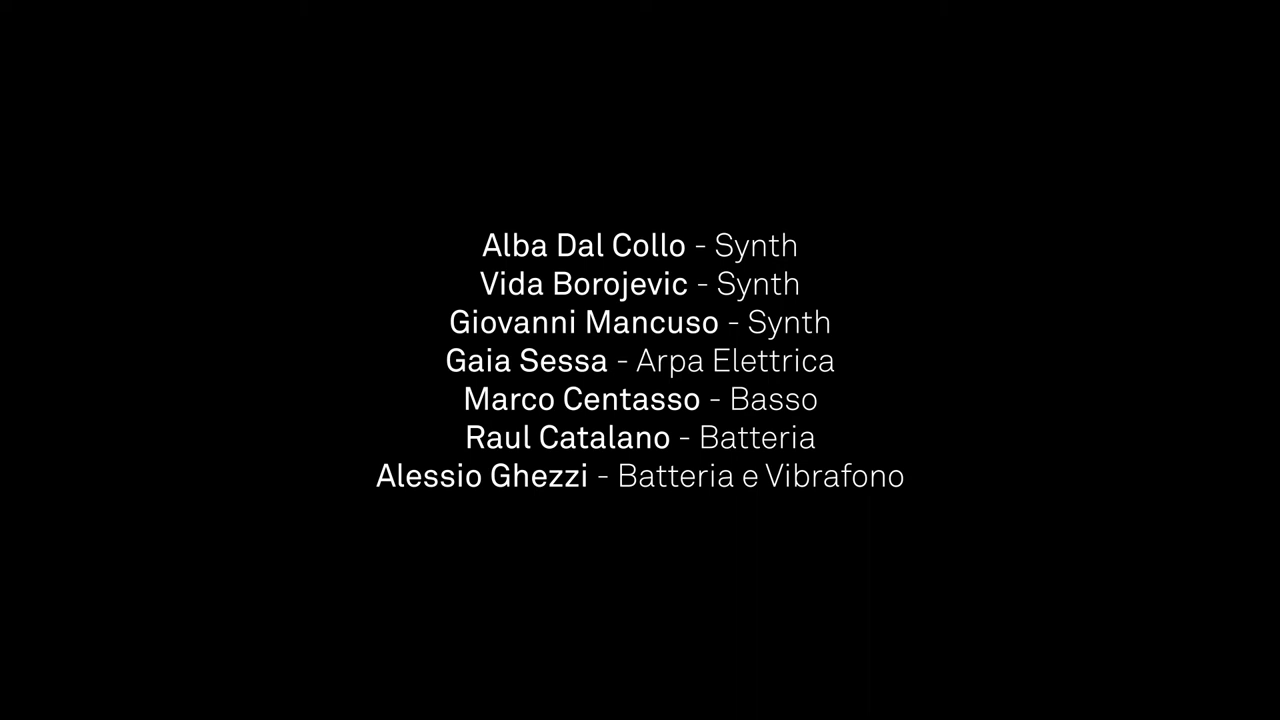 Alba Dal Collo - Synth
Vida Borojevic - Synth
Giovanni Mancuso - Synth
Gaia Sessa - Arpa Elettrica
Marco Centasso - Basso
Raul Catalano - Batteria
Alessio Ghezzi - Batteria e Vibrafono